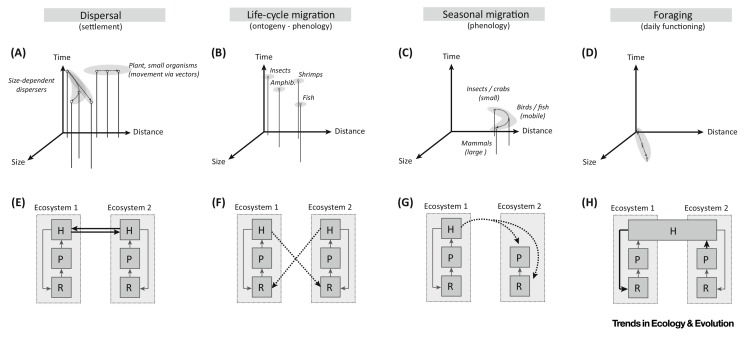 Dispersal
(settlement)
Life-cycle migration
(ontogeny - phenology)
Seasonal migration
(phenology)
Foraging
(daily functioning)
(A)
Time
Size-dependent
dispersers
Plant, small organisms
(movement via vectors)
Distance
Size
(B)
Time
Insects
Shrimps
Amphib.
Fish
Distance
Size
(C)
Time
Insects / crabs
(small)
Birds / fish
(mobile)
Mammals
(large )
Distance
Size
(D)
Time
Distance
Size
(E)
Ecosystem 1
Ecosystem 2
H
H
P
P
R
R
(F)
Ecosystem 1
Ecosystem 2
H
H
P
P
R
R
(G)
Ecosystem 1
Ecosystem 2
H
P
P
R
R
(H)
Ecosystem 1
Ecosystem 2
H
P
P
R
R
Trends in Ecology & Evolution